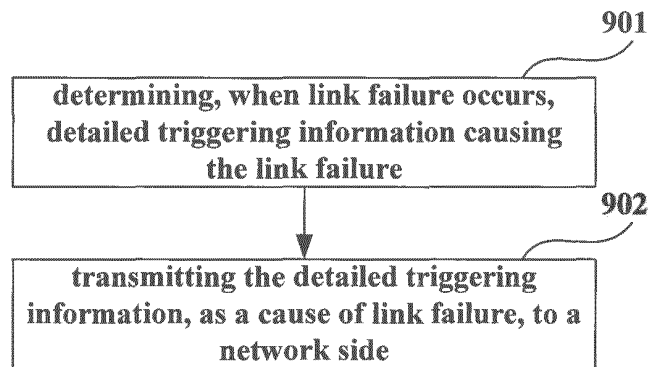 901
determining, when link failure occurs,
detailed triggering information causing
the link failure
902
transmitting the detailed triggering
information, as a cause of link failure, to a
network side